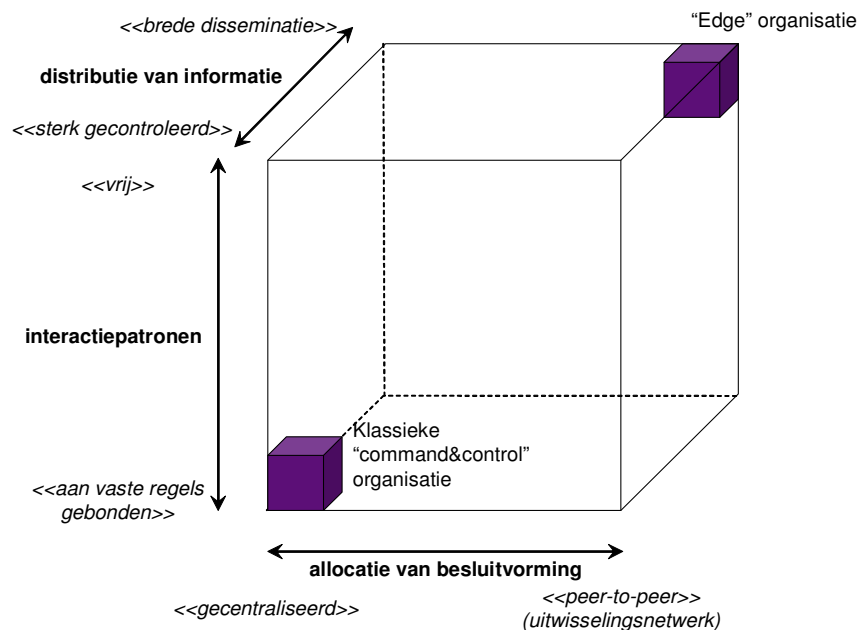 “Edge” organisatie
<<brede disseminatie>>
distributie van informatie
<<sterk gecontroleerd>>
<<vrij>>
interactiepatronen
Klassieke
“command&control”
organisatie
<<aan vaste regels
gebonden>>
allocatie van besluitvorming
<<gecentraliseerd>>
<<peer-to-peer>>
(uitwisselingsnetwerk)